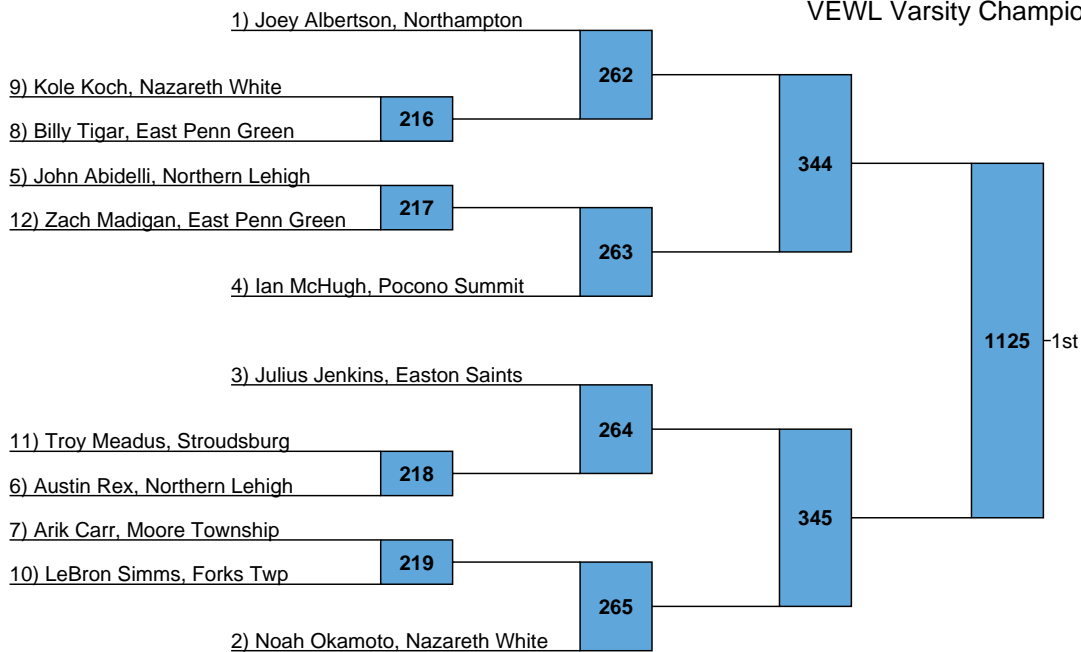 VEWL Varsity Champio
1) Joey Albertson, Northampton
262
9) Kole Koch, Nazareth White
216
8) Billy Tigar, East Penn Green
344
5) John Abidelli, Northern Lehigh
217
12) Zach Madigan, East Penn Green
263
4) Ian McHugh, Pocono Summit
1125
1st
3) Julius Jenkins, Easton Saints
264
11) Troy Meadus, Stroudsburg
218
6) Austin Rex, Northern Lehigh
345
7) Arik Carr, Moore Township
219
10) LeBron Simms, Forks Twp
265
2) Noah Okamoto, Nazareth White